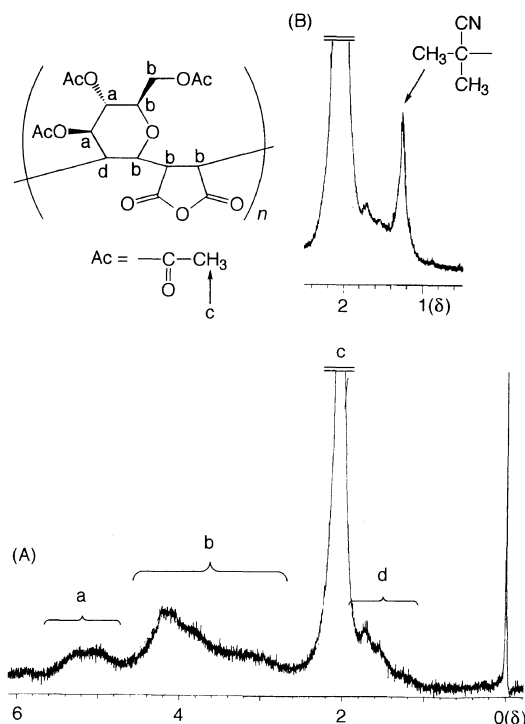 (B)
CN
CH3-C-
CH3
2
1(δ)
b
AcO
OAc
a
b
AcO
O
a
d
b
b
b
O
O
O
n
Ac = -C-CH3
O
c
c
(A)
a
b
d
6
4
2
0(δ)